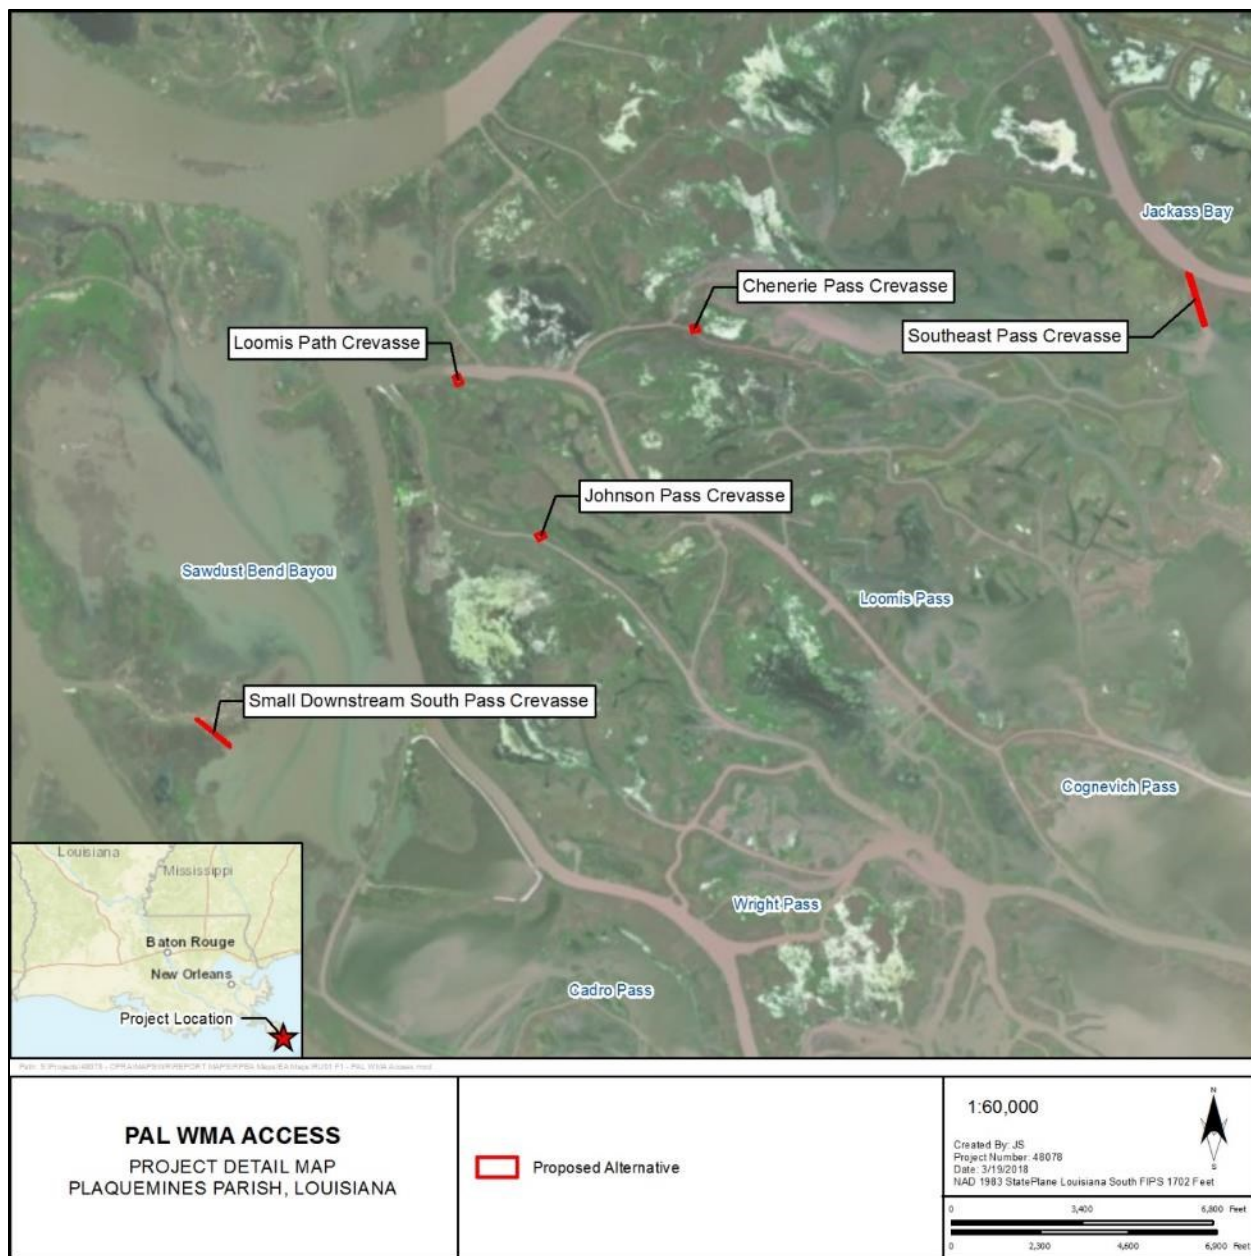 Jackass Bay
Chenerie Pass Crevasse
Southeast Pass Crevasse
Loomis Path Crevasse
Johnson Pass Crevasse
Sawdust Bend Bayou
Loomis Pass
Small Downstream South Pass Crevasse
Cognevich Pass
Wright Pass
Cadro Pass
Louisiana
Mississippi
Baton Rouge
New Orleans
Project Location
PAL WMA ACCESS
PROJECT DETAIL MAP
PLAQUEMINES PARISH, LOUISIANA
Proposed Alternative
1:60,000
N
S
Created By: JS
Project Number: 48078
Date: 3/19/2018
NAD 1983 StatePlane Louisiana South FIPS 1702 Feet
0 3,400 6,800 Feet
0 2,300 4,600 6,900 Feet